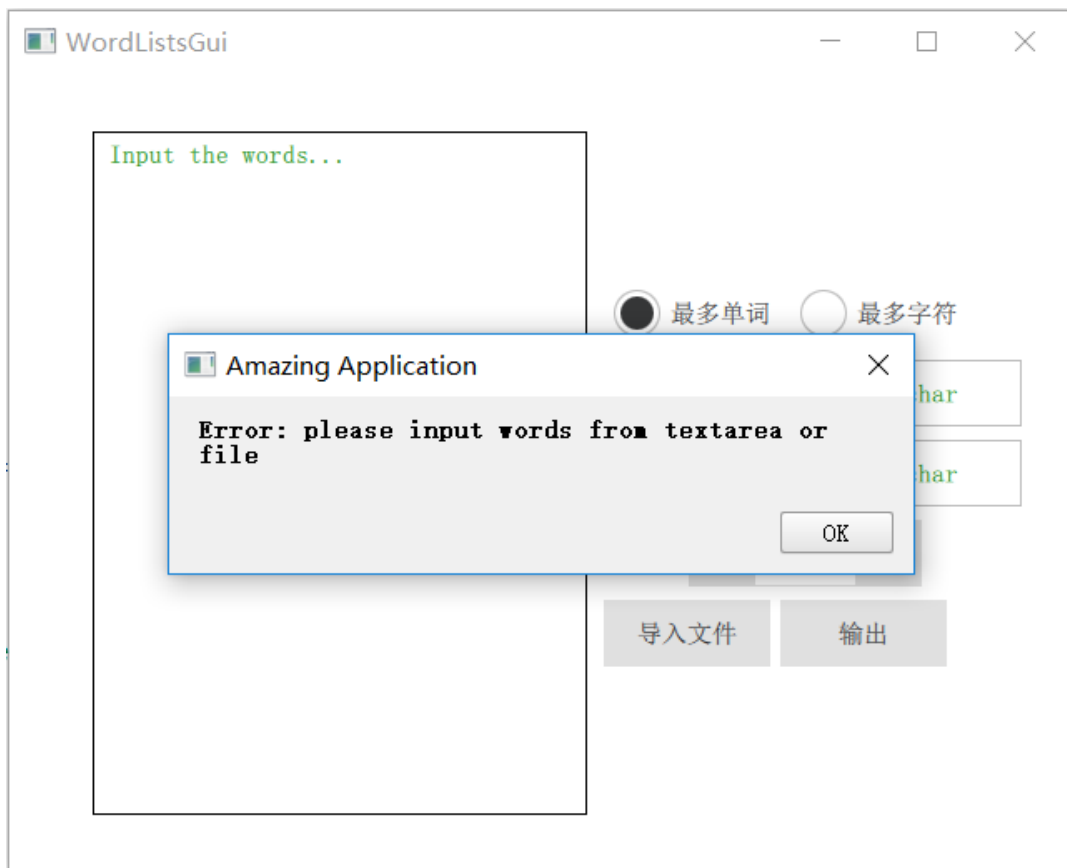 WordListsGui
Input the words...
最多单词 最多字符
Amazing Application
Error: please input words from textarea or
file
OK
导入文件 输出